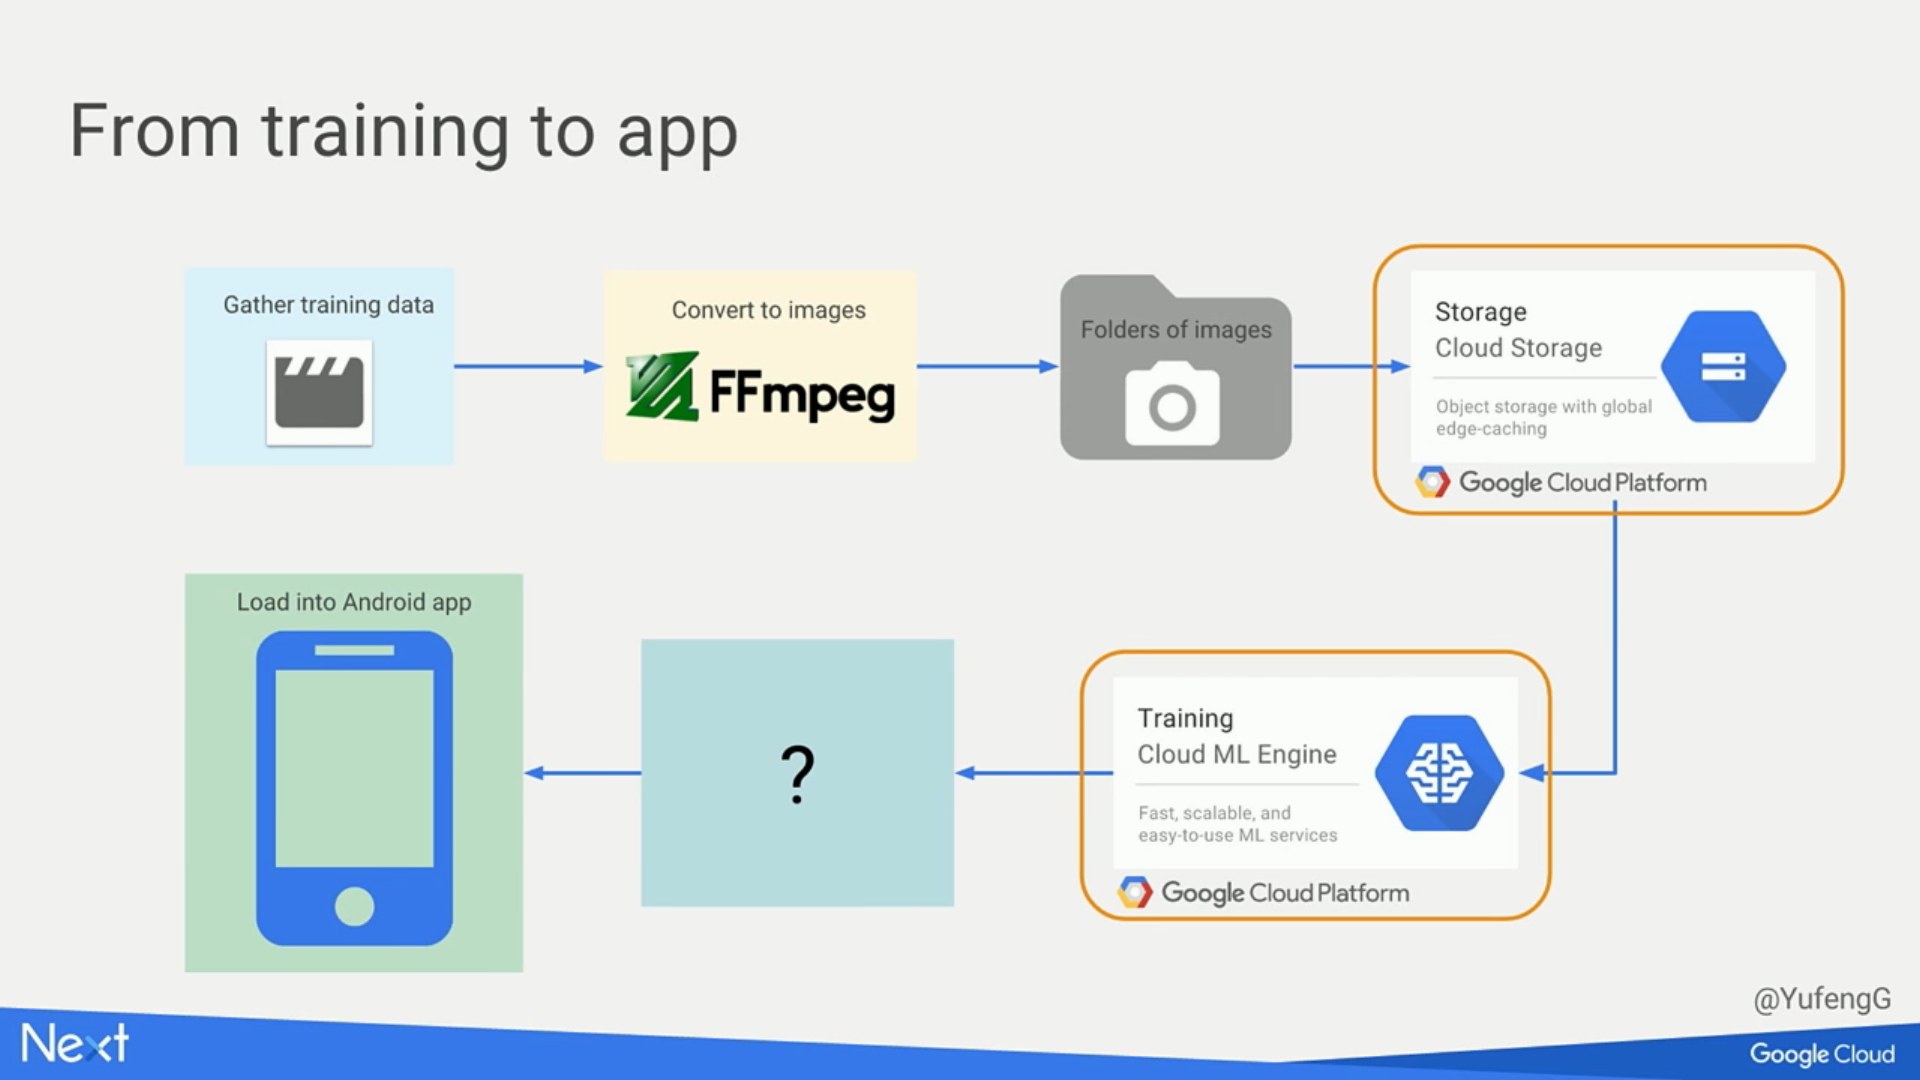 From training to app
Gather training data
Convert to images
FFmpeg
Folders of images
Storage
Cloud Storage
Object storage with global
edge-caching
Google Cloud Platform
Load into Android app
?
Training
Cloud ML Engine
Fast, scalable, and
easy-to-use ML services
Google Cloud Platform
@YufengG
Next
Google Cloud